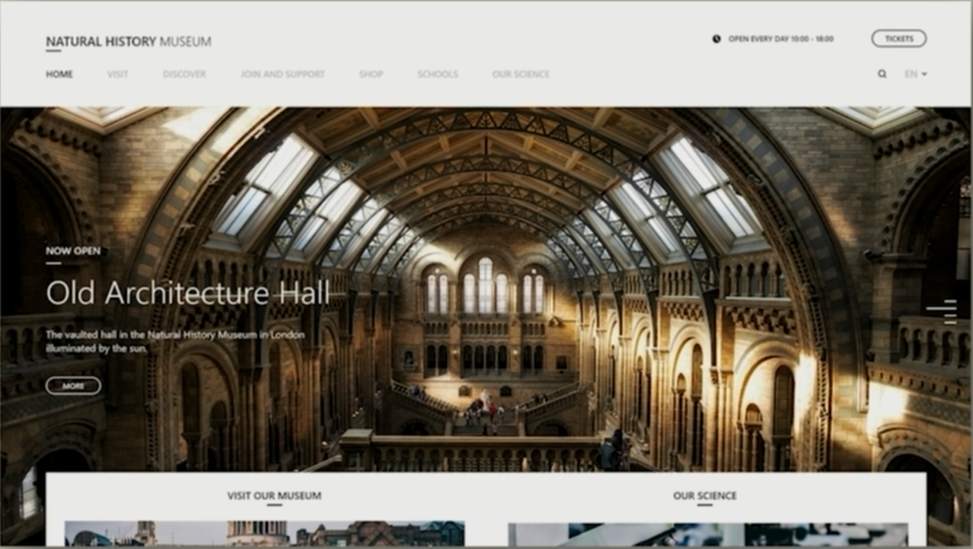 NATURAL HISTORY MUSEUM
OPEN EVERY DAY 10:00 - 18:00
TICKETS
HOME VISIT DISCOVER JOIN AND SUPPORT SHOP SCHOOLS OUR SCIENCE
EN
NOW OPEN
Old Architecture Hall
The vaulted hall in the Natural History Museum in London
illuminated by the sun.
MORE
VISIT OUR MUSEUM
OUR SCIENCE